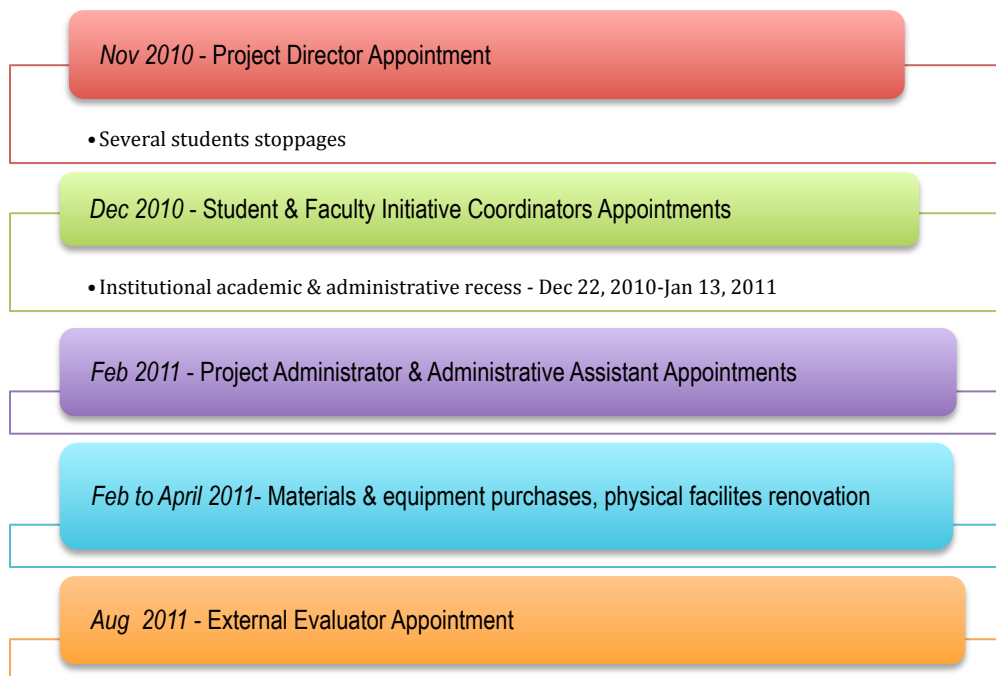 Nov 2010 - Project Director Appointment
• Several students stoppages
Dec 2010 - Student & Faculty Initiative Coordinators Appointments
• Institutional academic & administrative recess - Dec 22, 2010-Jan 13, 2011
Feb 2011 - Project Administrator & Administrative Assistant Appointments
Feb to April 2011- Materials & equipment purchases, physical facilites renovation
Aug  2011 - External Evaluator Appointment